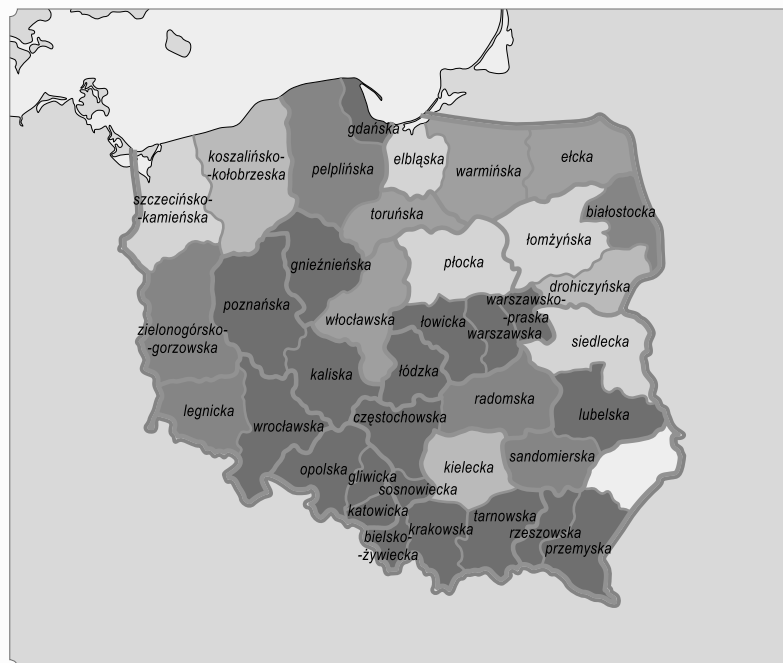 gdańska
koszalińsko-
-kołobrzeska
pelplińska
elbląska
warmińska
ełcka
szczecińsko-
-kamieńska
toruńska
białostocka
łomżyńska
gnieźnieńska
płocka
drohiczyńska
poznańska
włocławska
łowicka
warszawsko-
-praska
warszawska
zielonogórsko-
-gorzowska
siedlecka
kaliska
łódzka
legnicka
wrocławska
częstochowska
radomska
lubelska
opolska
gliwicka
sosnowiecka
kielecka
sandomierska
katowicka
bielsko-
-żywiecka
krakowska
tarnowska
rzeszowska
przemyska